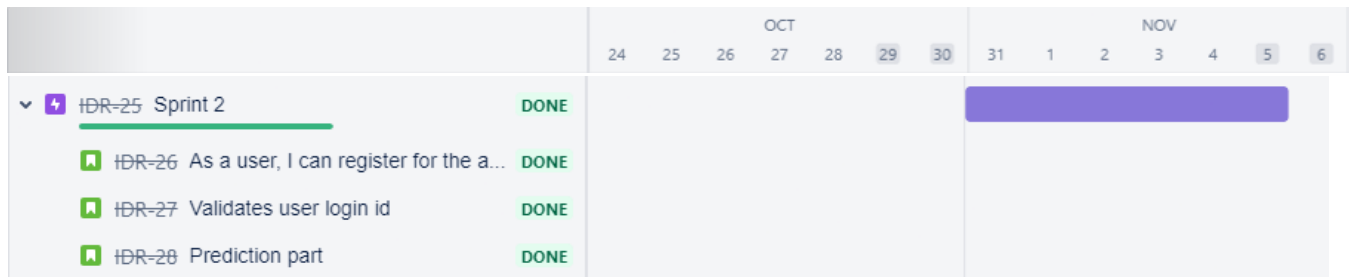 OCT NOV
24 25 26 27 28 29 30 31 1 2 3 4 5 6
IDR-25 Sprint 2 DONE
IDR-26 As a user, I can register for the a... DONE
IDR-27 Validates user login id DONE
IDR-28 Prediction part DONE